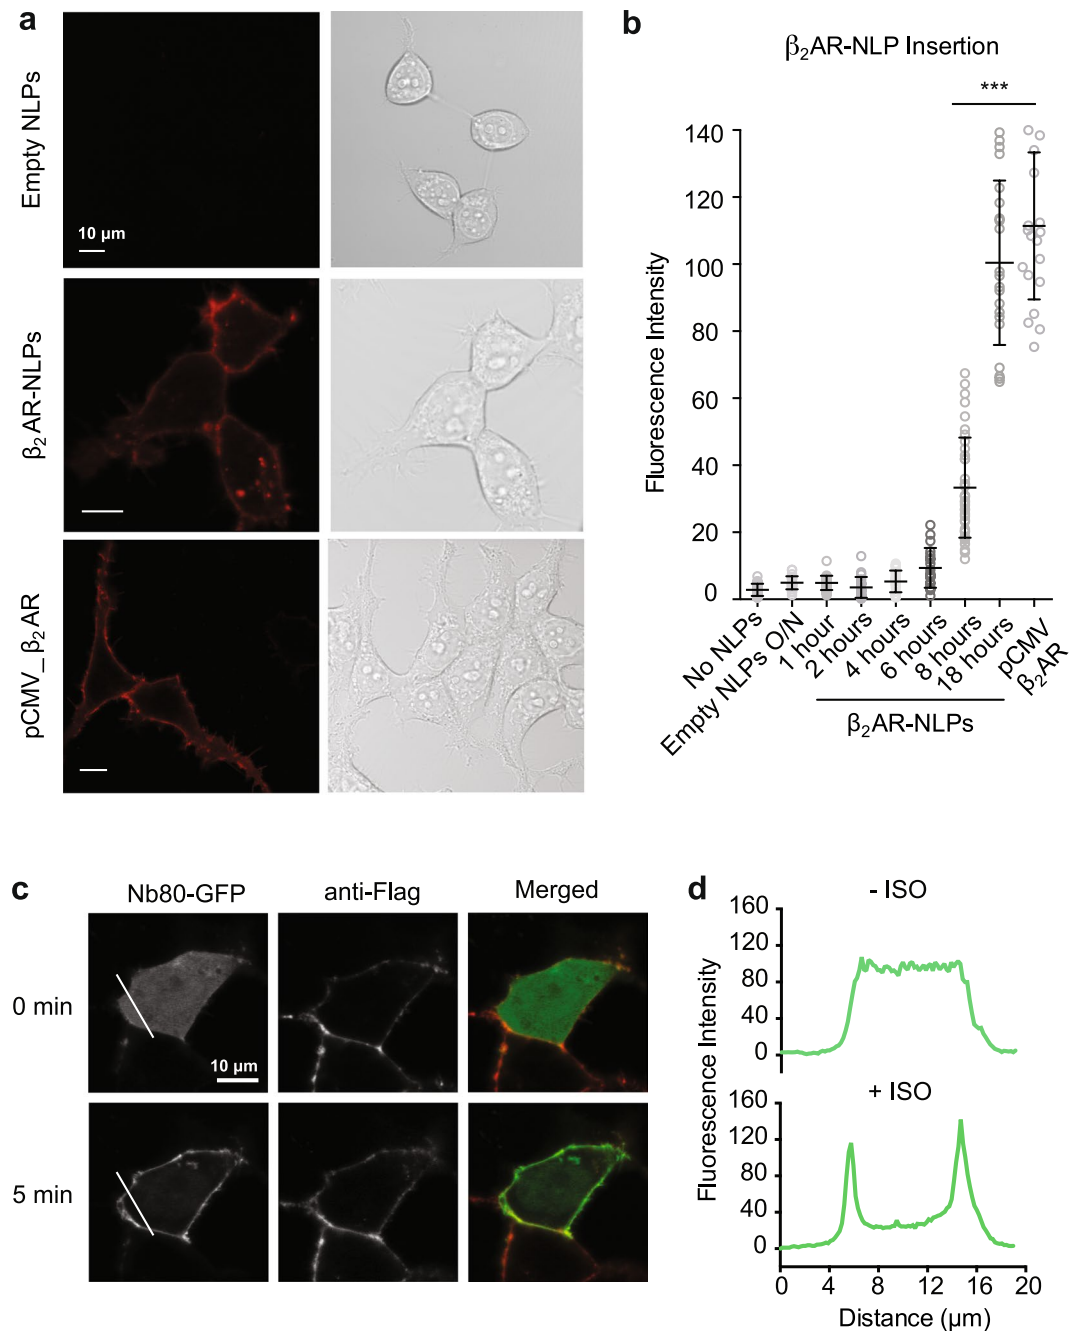 a
Empty NLPs
10 µm
β₂AR-NLPs
pCMV_β₂AR
b
β₂AR-NLP Insertion
***
Fluorescence Intensity
140
120
100
80
60
40
20
0
No NLPs
Empty NLPs O/N
1 hour
2 hours
4 hours
6 hours
8 hours
18 hours
pCMV
β₂AR
β₂AR-NLPs
c
Nb80-GFP
anti-Flag
Merged
0 min
10 µm
5 min
d
- ISO
Fluorescence Intensity
160
120
80
40
0
+ ISO
160
120
80
40
0
0 4 8 12 16 20
Distance (µm)